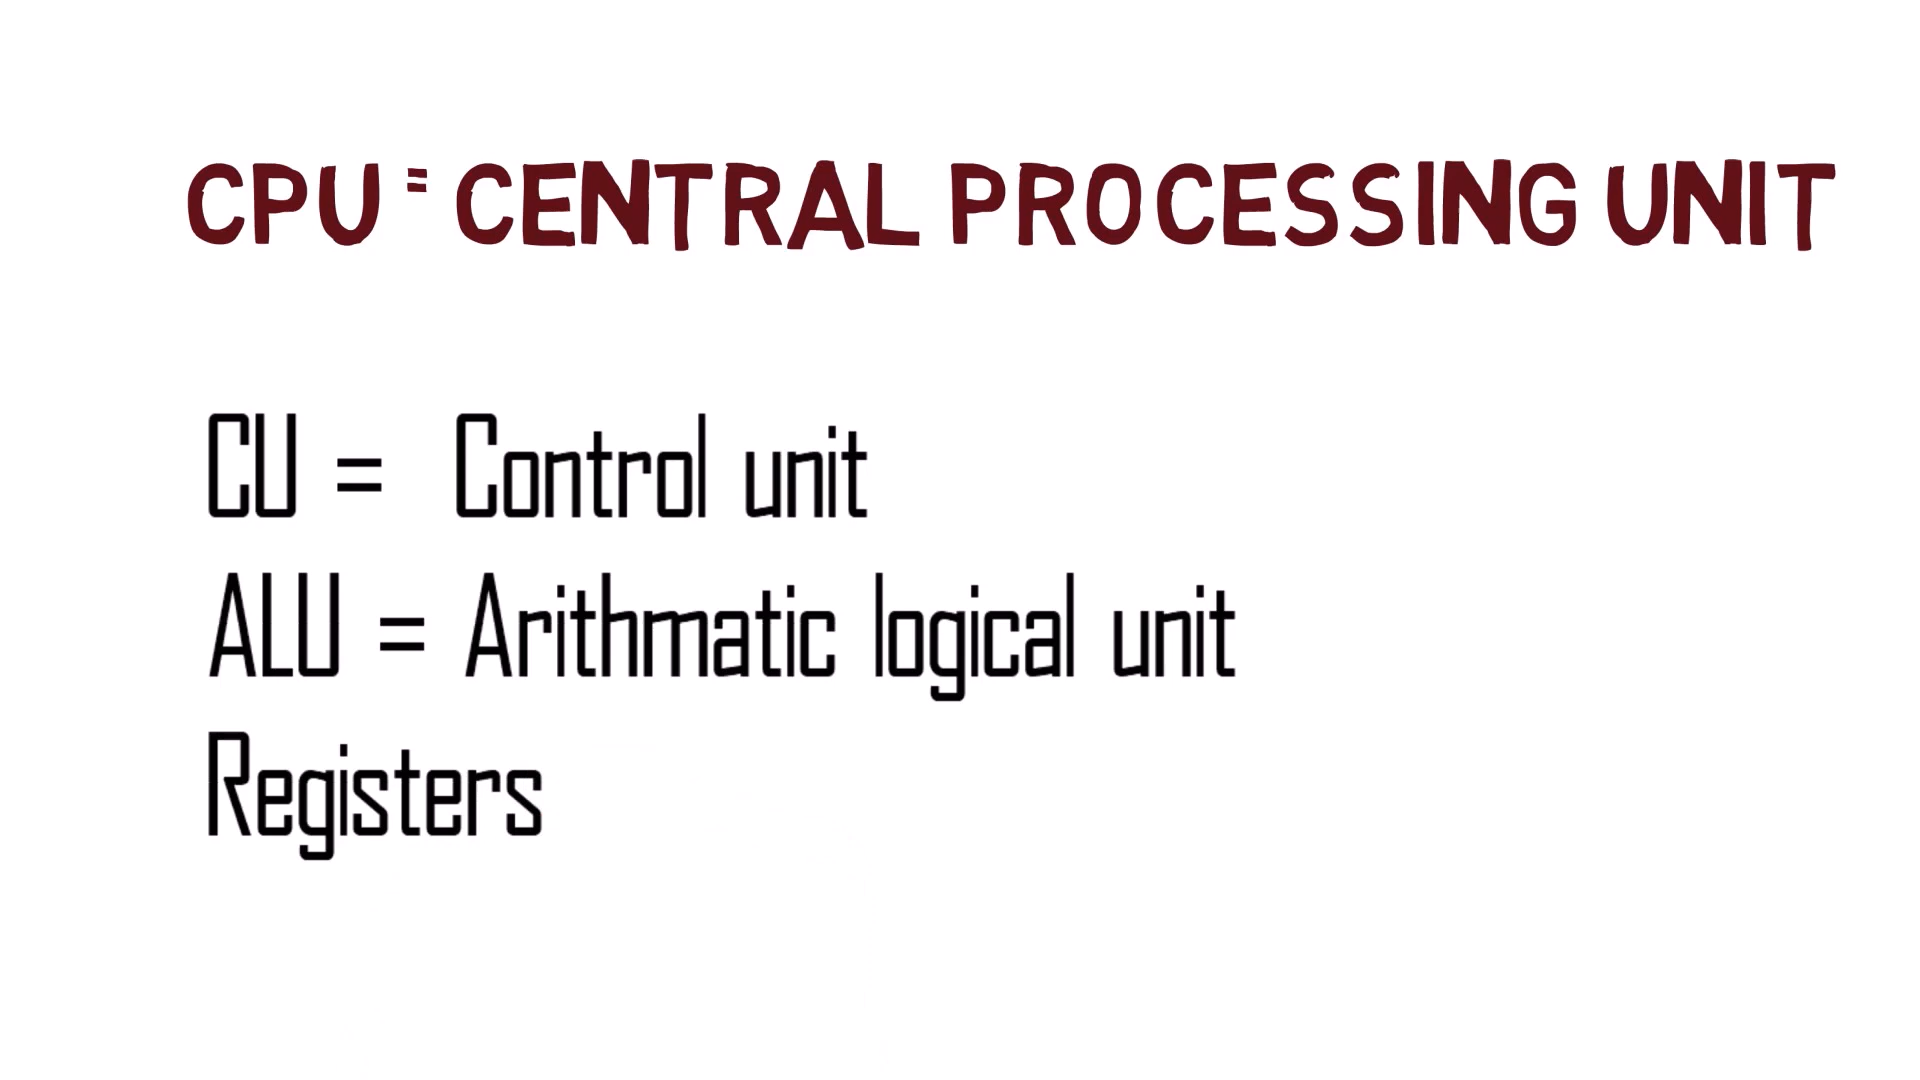 CPU = CENTRAL PROCESSING UNIT
CU = Control unit
ALU = Arithmatic logical unit
Registers